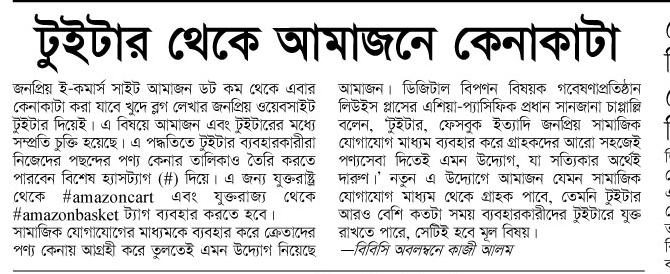 টুইটার থেকে আমাজনে কেনাকাটা
জনপ্রিয় ই-কমার্স সাইট আমাজন ডট কম থেকে এবার
কেনাকাটা করা যাবে খুদে ব্লগ লেখার জনপ্রিয় ওয়েবসাইট
টুইটার দিয়েই। এ বিষয়ে আমাজন এবং টুইটারের মধ্যে
সম্প্রতি চুক্তি হয়েছে। এ পদ্ধতিতে টুইটার ব্যবহারকারীরা
নিজেদের পছন্দের পণ্য কেনার তালিকাও তৈরি করতে
পারবেন বিশেষ হ্যাসট্যাগ (#) দিয়ে। এ জন্য যুক্তরাষ্ট্র
থেকে #amazoncart এবং যুক্তরাজ্য থেকে
#amazonbasket ট্যাগ ব্যবহার করতে হবে।
সামাজিক যোগাযোগের মাধ্যমকে ব্যবহার করে ক্রেতাদের
পণ্য কেনায় আগ্রহী করে তুলতেই এমন উদ্যোগ নিয়েছে
আমাজন। ডিজিটাল বিপণন বিষয়ক গবেষণাপ্রতিষ্ঠান
লিউইস প্লাসের এশিয়া-প্যাসিফিক প্রধান সানজানা চাপ্পাল্লি
বলেন, ‘টুইটার, ফেসবুক ইত্যাদি জনপ্রিয় সামাজিক
যোগাযোগ মাধ্যম ব্যবহার করে গ্রাহকদের আরো সহজেই
পণ্যসেবা দিতেই এমন উদ্যোগ, যা সত্যিকার অর্থেই
দারুণ।’ নতুন এ উদ্যোগে আমাজন যেমন সামাজিক
যোগাযোগ মাধ্যম থেকে গ্রাহক পাবে, তেমনি টুইটার
আরও বেশি কতটা সময় ব্যবহারকারীদের টুইটারে যুক্ত
রাখতে পারে, সেটিই হবে মূল বিষয়।
—বিবিসি অবলম্বনে কাজী আলম